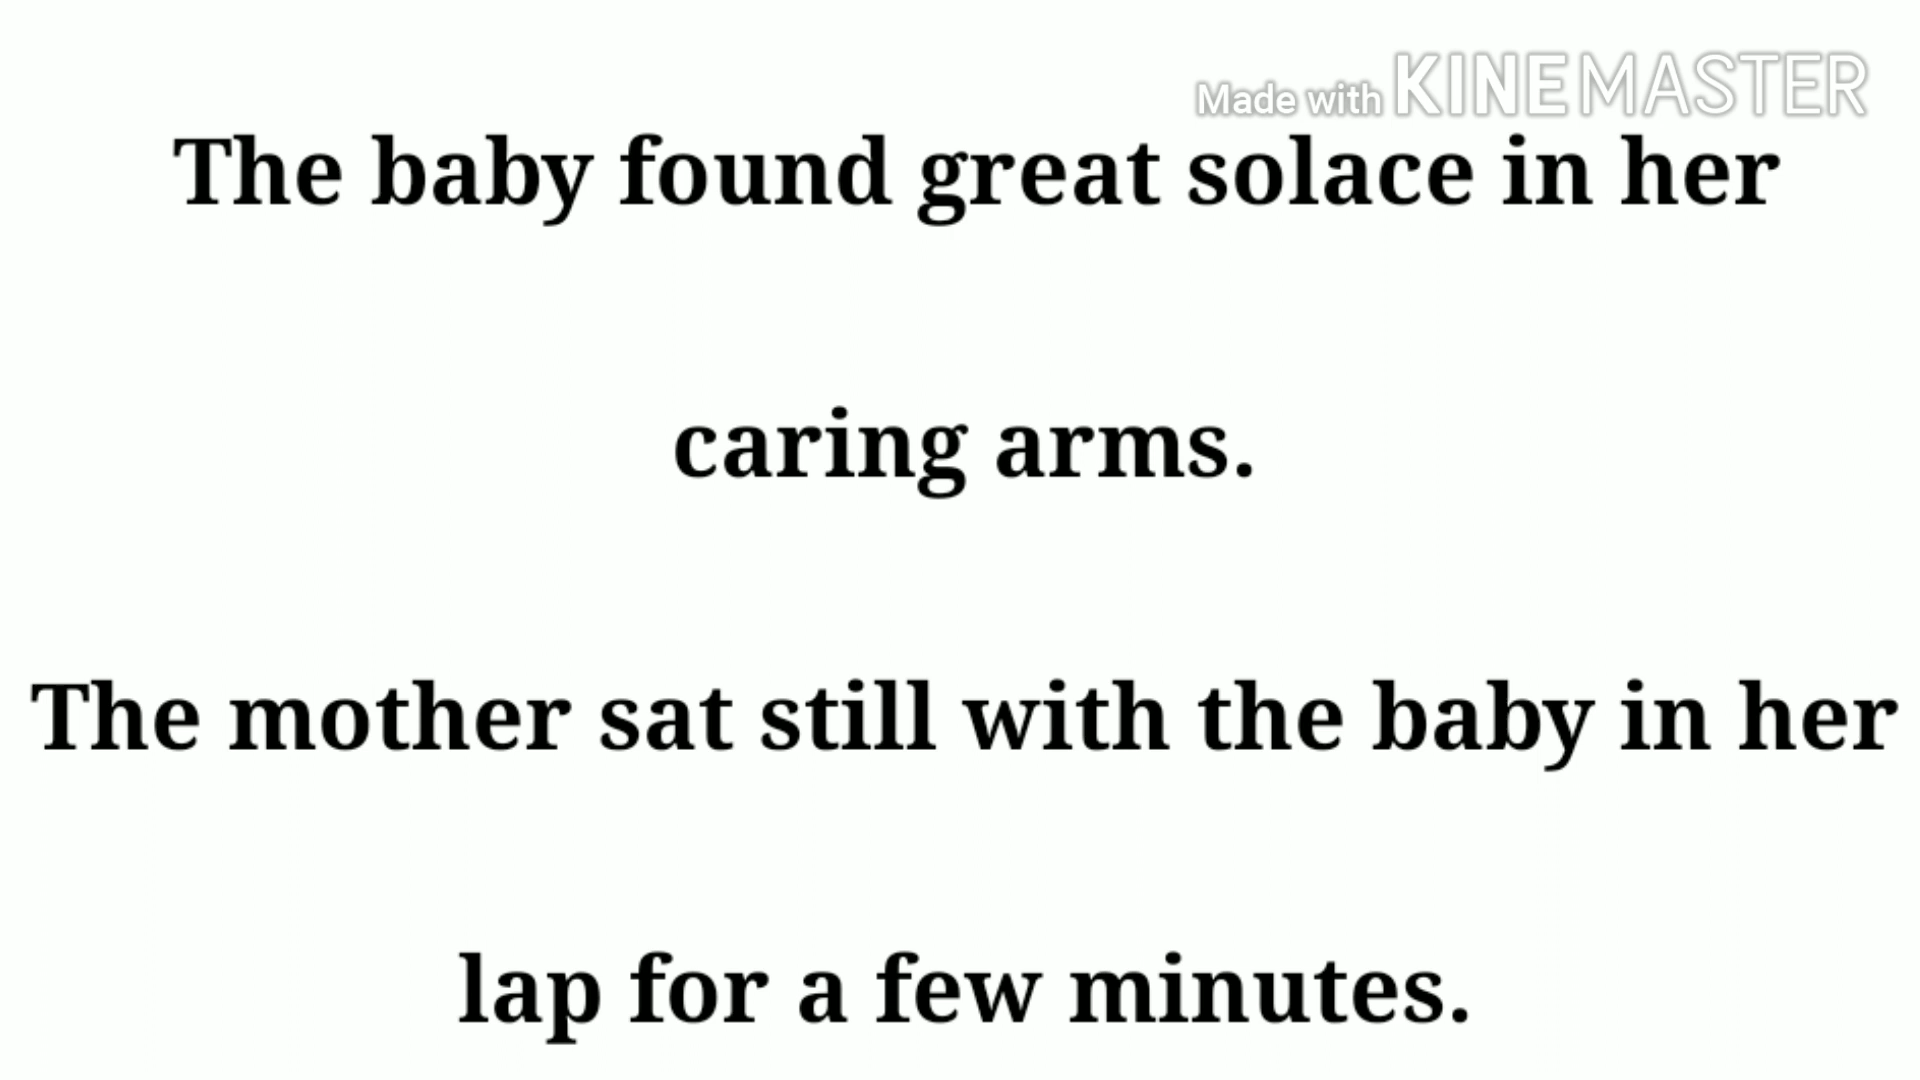 Made with KINEMASTER
The baby found great solace in her
caring arms.
The mother sat still with the baby in her
lap for a few minutes.